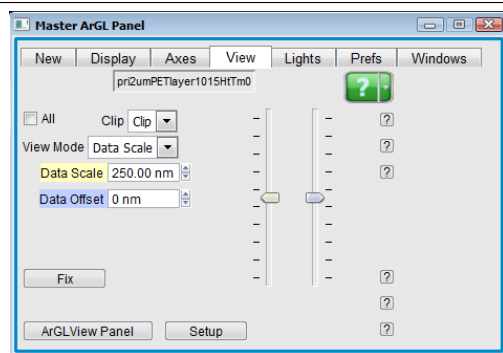 Master ArGL Panel
New Display Axes View Lights Prefs Windows
pri2umPETlayer1015HtTm0
?
All Clip Clip ?
View Mode Data Scale ?
Data Scale 250.00 nm ?
Data Offset 0 nm
Fix ?
?
ArGLView Panel Setup ?